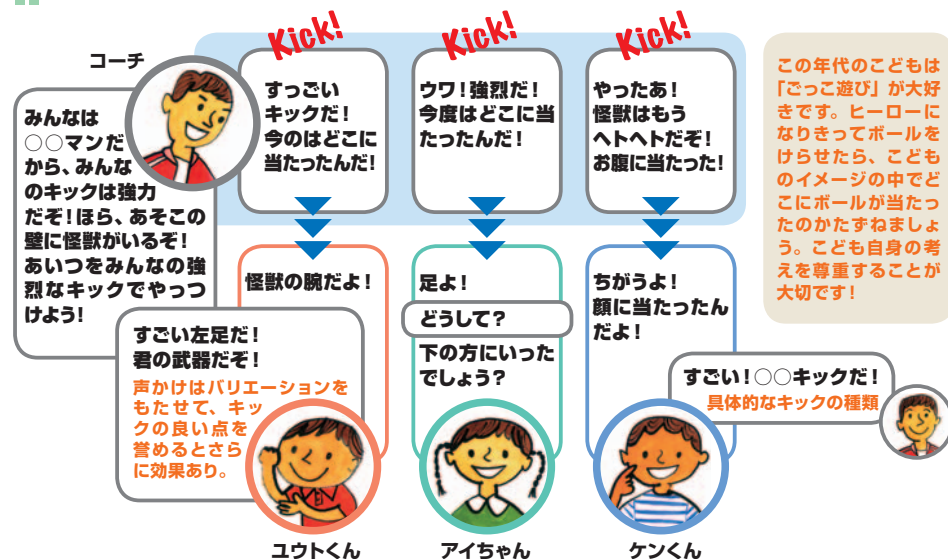 コーチ
みんなは
○○マンだ
から、みんな
のキックは強力
だぞ!ほら、あそこの
壁に怪獣がいるぞ!
あいつをみんなの強
烈なキックでやっつ
けよう!
Kick!
すっごい
キックだ!
今のはどこに
当たったんだ!
怪獣の腕だよ!
すごい左足だ!
君の武器だぞ!
声かけはバリエーションを
もたせて、キッ
クの良い点を
誉めるとさら
に効果あり。
ユウトくん
Kick!
ウワ!強烈だ!
今度はどこに当
たったんだ!
足よ!
どうして?
下の方にいった
でしょう?
アイちゃん
Kick!
やったあ!
怪獣はもう
ヘトヘトだぞ!
お腹に当たった!
ちがうよ!
顔に当たったん
だよ!
すごい!○○キックだ!
具体的なキックの種類
ケンくん
この年代のこどもは
「ごっこ遊び」が大好
きです。ヒーローに
なりきってボールを
けらせたら、こども
のイメージの中でど
こにボールが当たっ
たのかたずねましょ
う。こども自身の考
えを尊重することが
大切です!